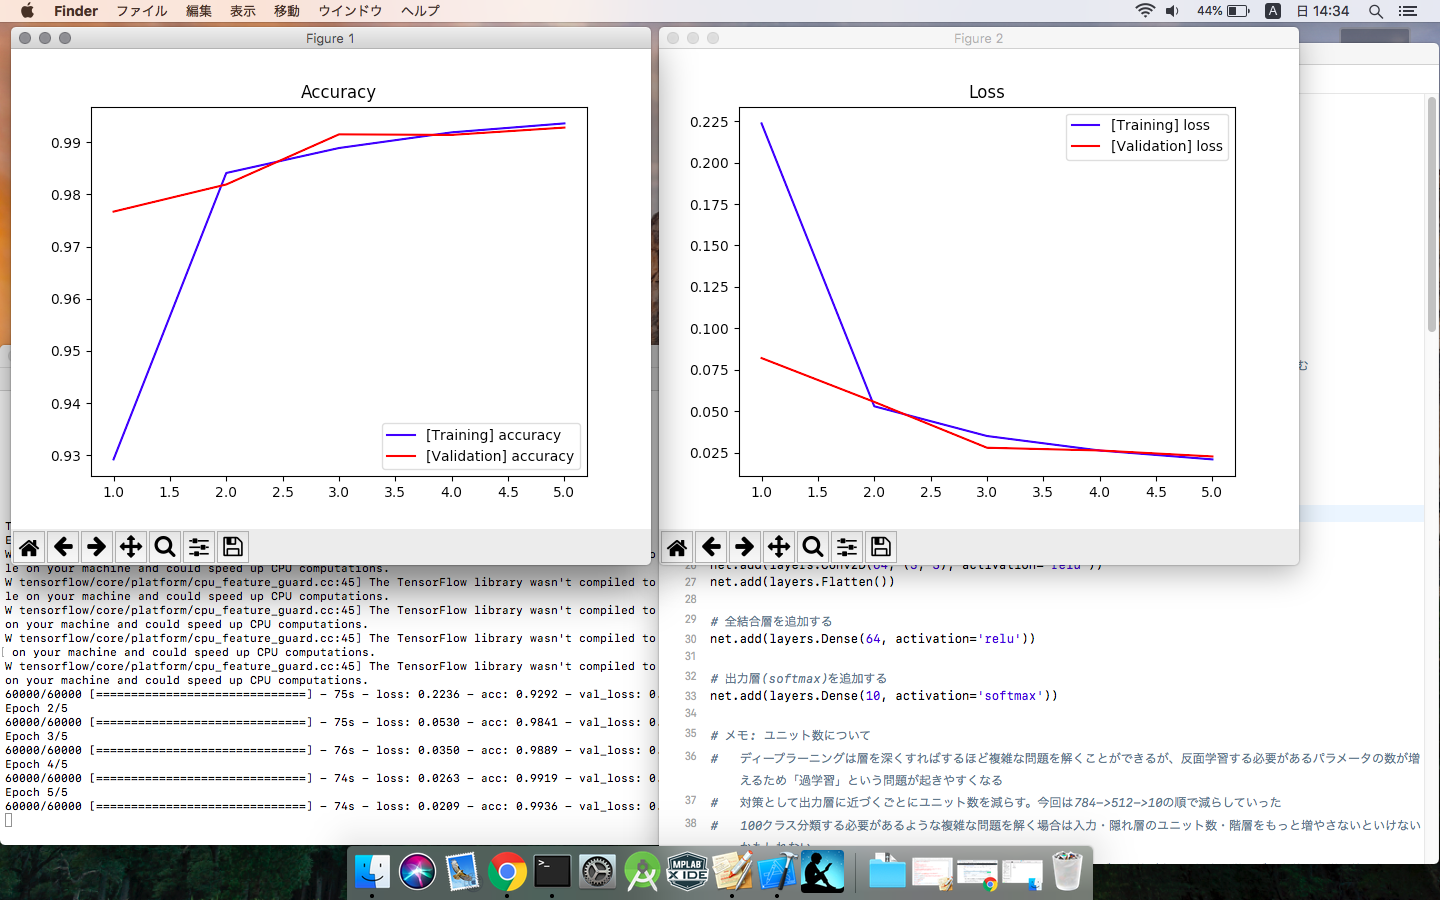 Finder ファイル 編集 表示 移動 ウインドウ ヘルプ
44% A 日 14:34
Figure 1
Accuracy
0.99
0.98
0.97
0.96
0.95
0.94
0.93
[Training] accuracy
[Validation] accuracy
1.0 1.5 2.0 2.5 3.0 3.5 4.0 4.5 5.0
Figure 2
Loss
0.225
0.200
0.175
0.150
0.125
0.100
0.075
0.050
0.025
[Training] loss
[Validation] loss
1.0 1.5 2.0 2.5 3.0 3.5 4.0 4.5 5.0
む
le on your machine and could speed up CPU computations.
W tensorflow/core/platform/cpu_feature_guard.cc:45] The TensorFlow library wasn't compiled to
le on your machine and could speed up CPU computations.
W tensorflow/core/platform/cpu_feature_guard.cc:45] The TensorFlow library wasn't compiled to
on your machine and could speed up CPU computations.
W tensorflow/core/platform/cpu_feature_guard.cc:45] The TensorFlow library wasn't compiled to
on your machine and could speed up CPU computations.
W tensorflow/core/platform/cpu_feature_guard.cc:45] The TensorFlow library wasn't compiled to
on your machine and could speed up CPU computations.
60000/60000 [==============================] - 75s - loss: 0.2236 - acc: 0.9292 - val_loss: 0.
Epoch 2/5
60000/60000 [==============================] - 75s - loss: 0.0530 - acc: 0.9841 - val_loss: 0.
Epoch 3/5
60000/60000 [==============================] - 76s - loss: 0.0350 - acc: 0.9889 - val_loss: 0.
Epoch 4/5
60000/60000 [==============================] - 74s - loss: 0.0263 - acc: 0.9919 - val_loss: 0.
Epoch 5/5
60000/60000 [==============================] - 74s - loss: 0.0209 - acc: 0.9936 - val_loss: 0.
26 net.add(layers.Conv2D(64, (3, 3), activation='relu'))
27 net.add(layers.Flatten())
28
29 # 全結合層を追加する
30 net.add(layers.Dense(64, activation='relu'))
31
32 # 出力層(softmax)を追加する
33 net.add(layers.Dense(10, activation='softmax'))
34
35 # メモ: ユニット数について
36 # ディープラーニングは層を深くすればするほど複雑な問題を解くことができるが、反面学習する必要があるパラメータの数が増
えるため「過学習」という問題が起きやすくなる
37 # 対策として出力層に近づくごとにユニット数を減らす。今回は784->512->10の順で減らしていった
38 # 100クラス分類する必要があるような複雑な問題を解く場合は入力・隠れ層のユニット数・階層をもっと増やさないといけない
かもしれない
MPLAB
X IDE